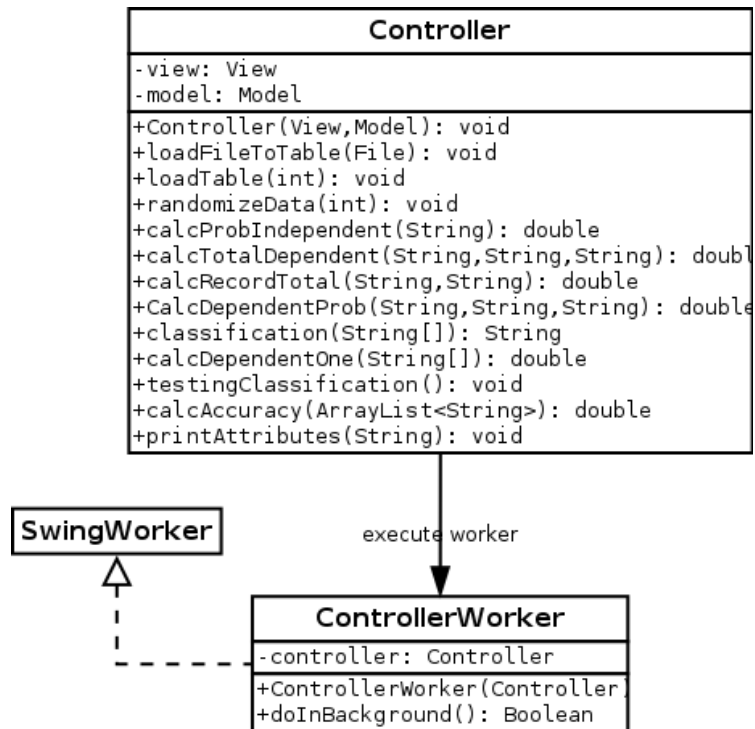 Controller
-view: View
-model: Model
+Controller(View,Model): void
+loadFileToTable(File): void
+loadTable(int): void
+randomizeData(int): void
+calcProbIndependent(String): double
+calcTotalDependent(String,String,String): doubl
+calcRecordTotal(String,String): double
+CalcDependentProb(String,String,String): double
+classification(String[]): String
+calcDependentOne(String[]): double
+testingClassification(): void
+calcAccuracy(ArrayList<String>): double
+printAttributes(String): void
SwingWorker
execute worker
ControllerWorker
-controller: Controller
+ControllerWorker(Controller)
+doInBackground(): Boolean